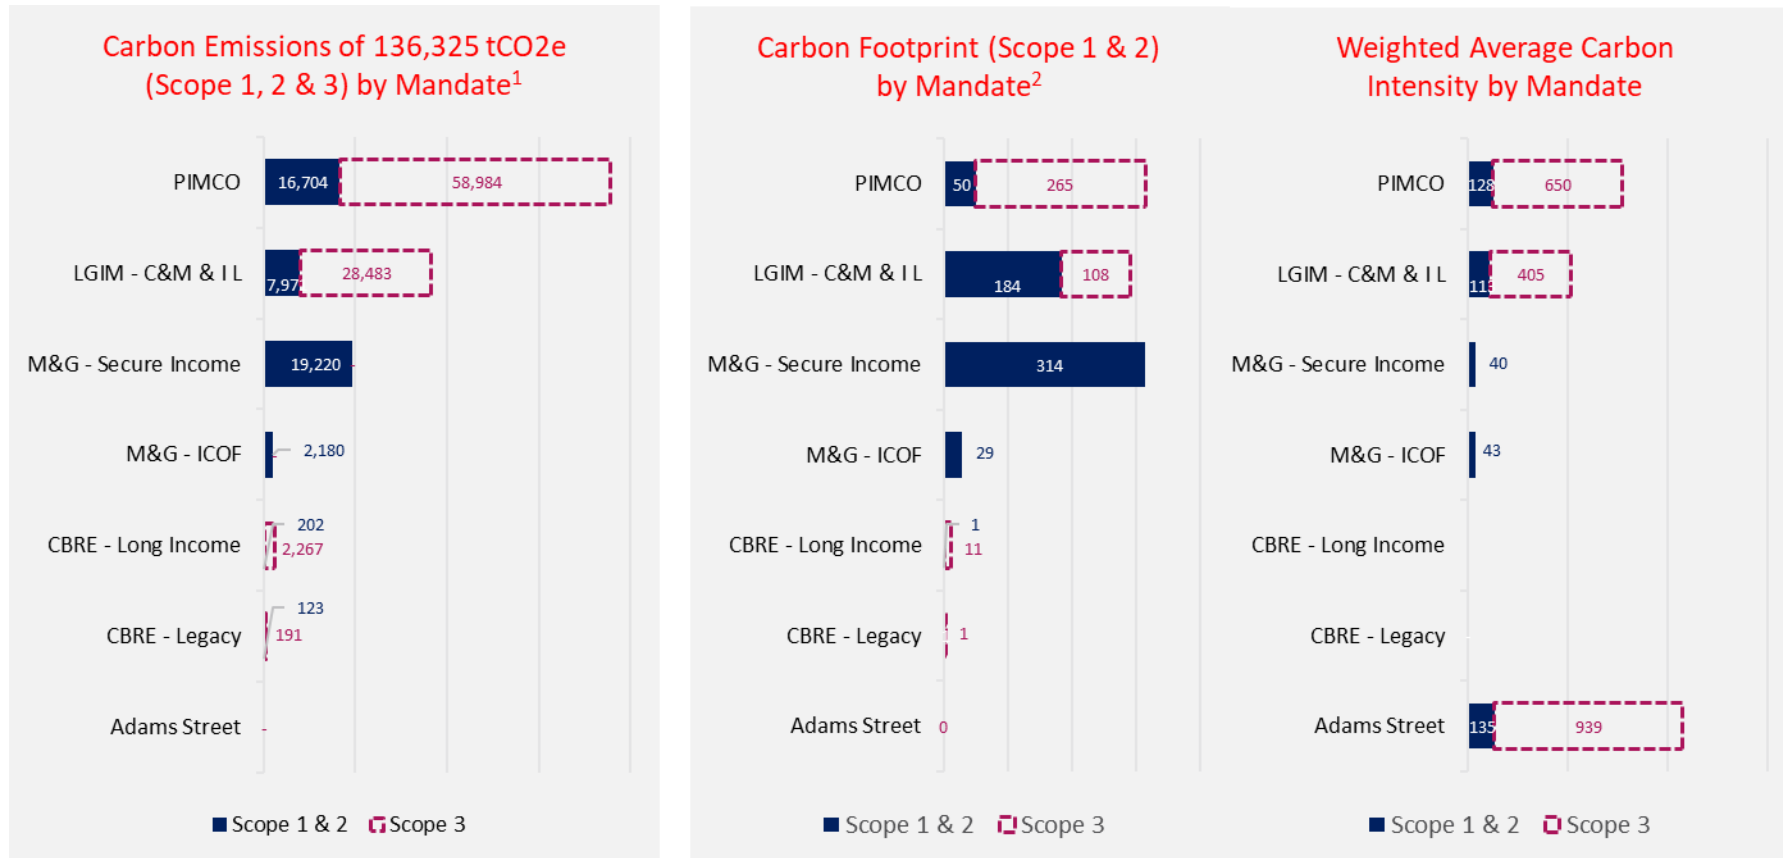 Carbon Emissions of 136,325 tCO2e
(Scope 1, 2 & 3) by Mandate¹
PIMCO
16,704
58,984
LGIM - C&M & I L
7,97
28,483
M&G - Secure Income
19,220
-
M&G - ICOF
-
2,180
CBRE - Long Income
202
2,267
CBRE - Legacy
123
191
Adams Street
-
Scope 1 & 2
Scope 3
Carbon Footprint (Scope 1 & 2)
by Mandate²
PIMCO
50
265
LGIM - C&M & I L
184
108
M&G - Secure Income
314
M&G - ICOF
29
CBRE - Long Income
1
11
CBRE - Legacy
1
Adams Street
0
Scope 1 & 2
Scope 3
Weighted Average Carbon
Intensity by Mandate
PIMCO
128
650
LGIM - C&M & I L
405
M&G - Secure Income
40
M&G - ICOF
43
CBRE - Long Income
CBRE - Legacy
Adams Street
135
939
Scope 1 & 2
Scope 3